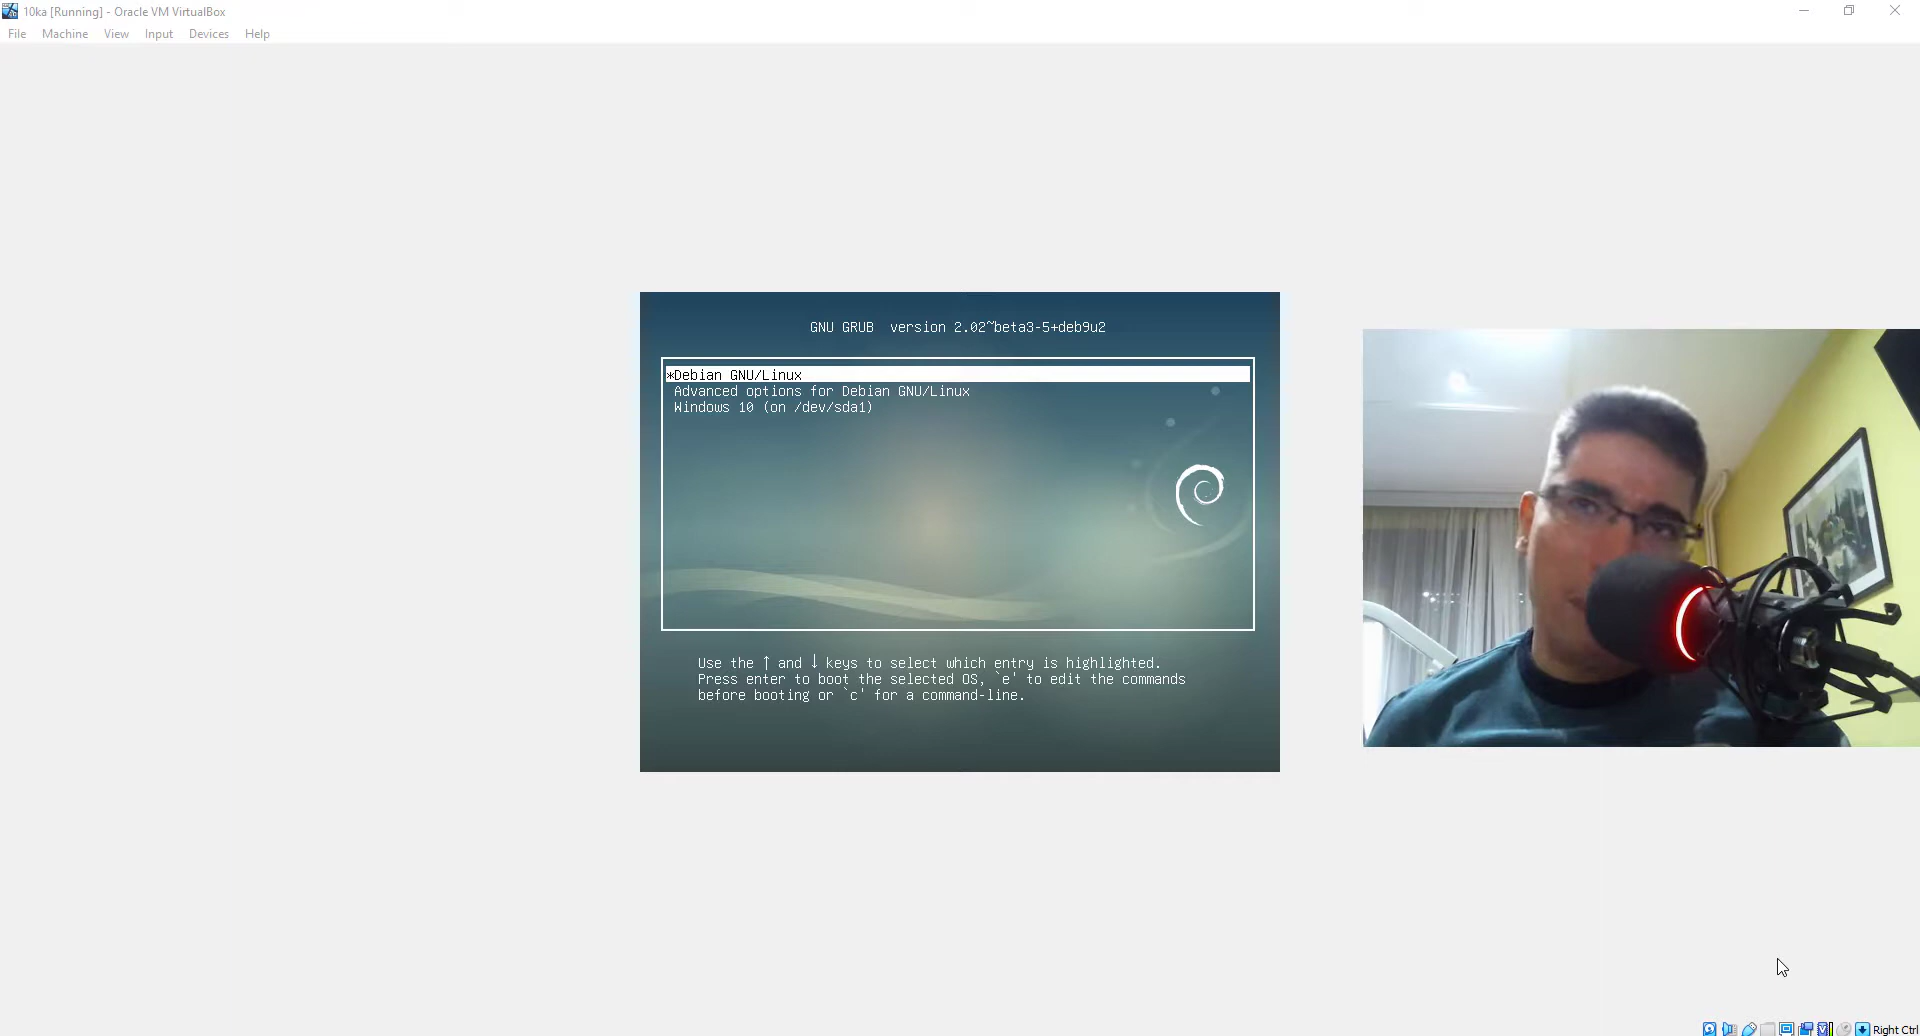 10ka [Running] - Oracle VM VirtualBox
File Machine View Input Devices Help
GNU GRUB version 2.02~beta3-5+deb9u2
*Debian GNU/Linux
Advanced options for Debian GNU/Linux
Windows 10 (on /dev/sda1)
Use the ↑ and ↓ keys to select which entry is highlighted.
Press enter to boot the selected OS, `e' to edit the commands
before booting or `c' for a command-line.
Right Ctrl